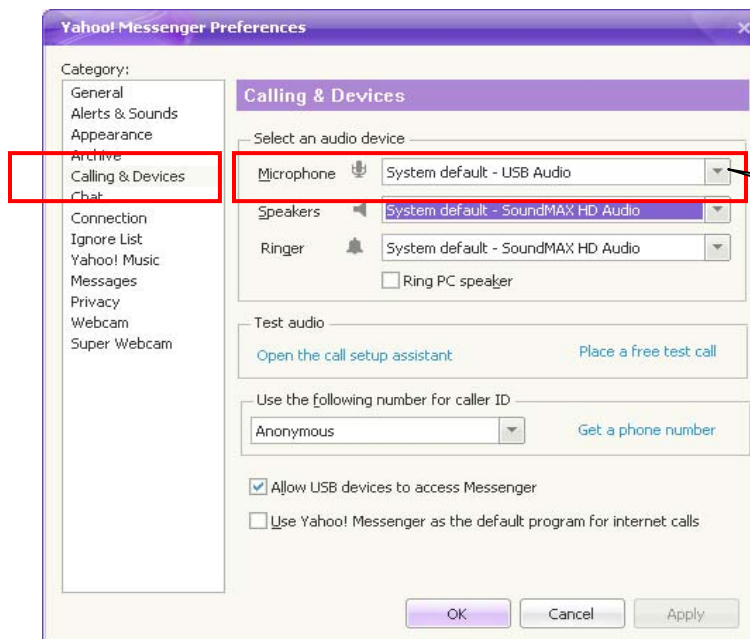 Yahoo! Messenger Preferences
Category:
General
Alerts & Sounds
Appearance
Archive
Calling & Devices
Chat
Connection
Ignore List
Yahoo! Music
Messages
Privacy
Webcam
Super Webcam
Calling & Devices
Select an audio device
Microphone System default - USB Audio
Speakers System default - SoundMAX HD Audio
Ringer System default - SoundMAX HD Audio
Ring PC speaker
Test audio
Open the call setup assistant Place a free test call
Use the following number for caller ID
Anonymous Get a phone number
Allow USB devices to access Messenger
Use Yahoo! Messenger as the default program for internet calls
OK Cancel Apply